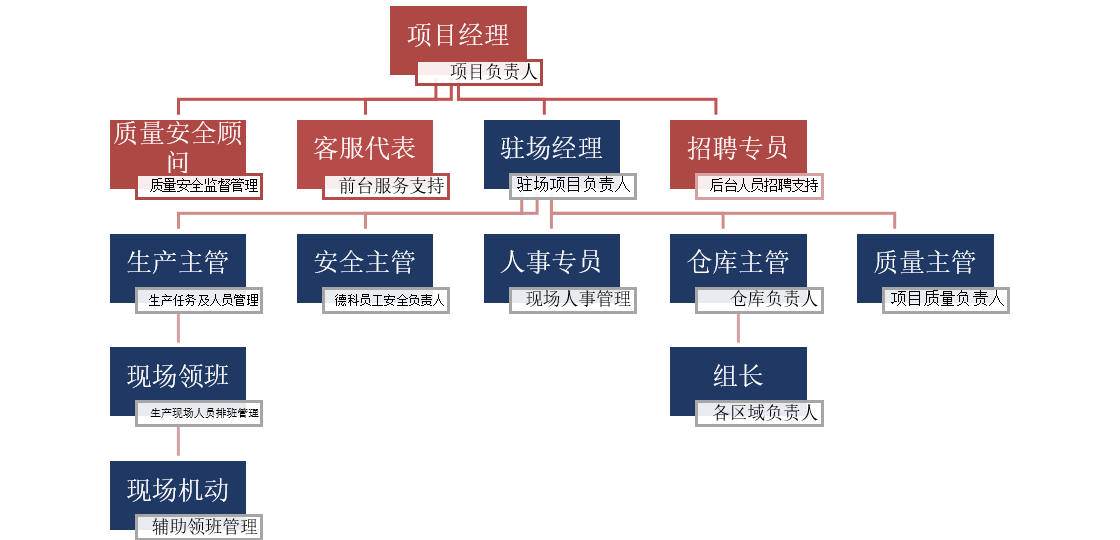 项目经理
项目负责人
质量安全顾
问
质量安全监督管理
客服代表
前台服务支持
驻场经理
驻场项目负责人
招聘专员
后台人员招聘支持
生产主管
生产任务及人员管理
安全主管
德科员工安全负责人
人事专员
现场人事管理
仓库主管
仓库负责人
质量主管
项目质量负责人
现场领班
生产现场人员排班管理
组长
各区域负责人
现场机动
辅助领班管理